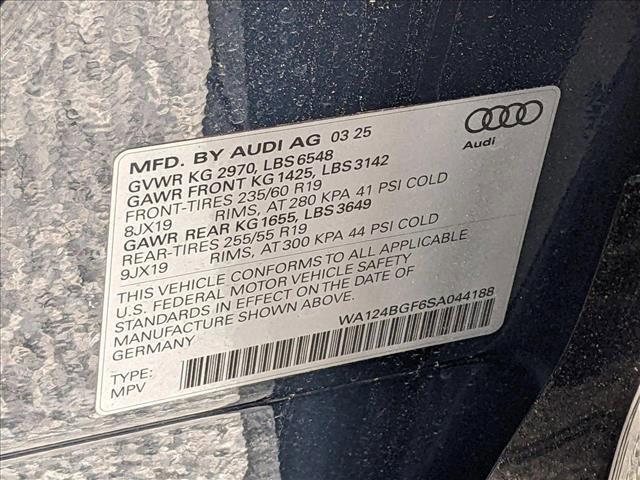 MFD. BY AUDI AG 03 25
GVWR KG 2970, LBS 6548
GAWR FRONT KG 1425, LBS 3142
FRONT-TIRES 235/60 R19
8JX19 RIMS, AT 280 KPA 41 PSI COLD
GAWR REAR KG 1655, LBS 3649
REAR-TIRES 255/55 R19
9JX19 RIMS, AT 300 KPA 44 PSI COLD
THIS VEHICLE CONFORMS TO ALL APPLICABLE
U.S. FEDERAL MOTOR VEHICLE SAFETY
STANDARDS IN EFFECT ON THE DATE OF
MANUFACTURE SHOWN ABOVE.
GERMANY
WA124BGF6SA044188
TYPE:
MPV
Audi